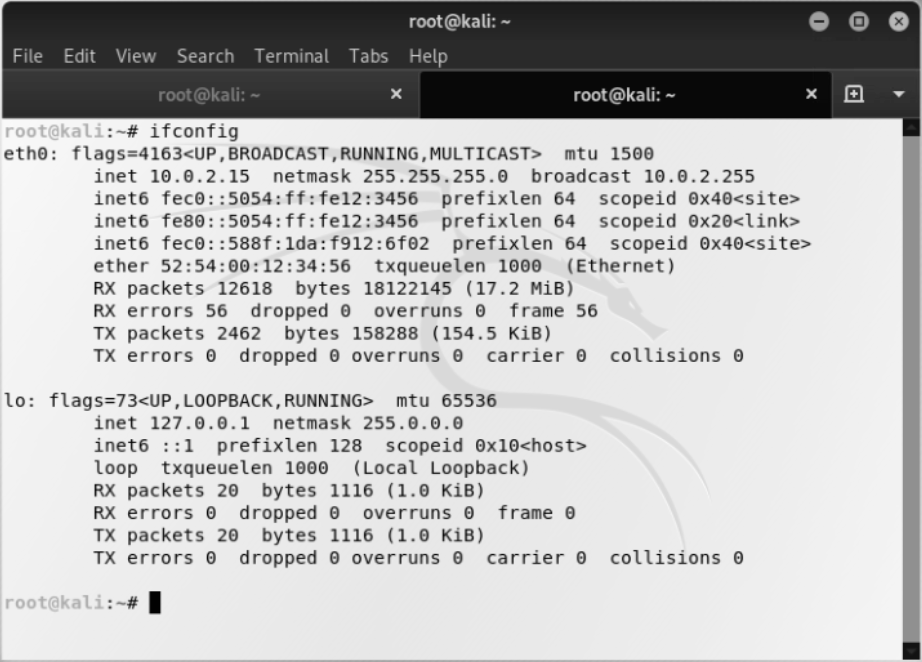 root@kali: ~
File Edit View Search Terminal Tabs Help
root@kali: ~ × root@kali: ~ ×
root@kali:~# ifconfig
eth0: flags=4163<UP,BROADCAST,RUNNING,MULTICAST>  mtu 1500
        inet 10.0.2.15  netmask 255.255.255.0  broadcast 10.0.2.255
        inet6 fec0::5054:ff:fe12:3456  prefixlen 64  scopeid 0x40<site>
        inet6 fe80::5054:ff:fe12:3456  prefixlen 64  scopeid 0x20<link>
        inet6 fec0::588f:1da:f912:6f02  prefixlen 64  scopeid 0x40<site>
        ether 52:54:00:12:34:56  txqueuelen 1000  (Ethernet)
        RX packets 12618  bytes 18122145 (17.2 MiB)
        RX errors 56  dropped 0  overruns 0  frame 56
        TX packets 2462  bytes 158288 (154.5 KiB)
        TX errors 0  dropped 0 overruns 0  carrier 0  collisions 0

lo: flags=73<UP,LOOPBACK,RUNNING>  mtu 65536
        inet 127.0.0.1  netmask 255.0.0.0
        inet6 ::1  prefixlen 128  scopeid 0x10<host>
        loop  txqueuelen 1000  (Local Loopback)
        RX packets 20  bytes 1116 (1.0 KiB)
        RX errors 0  dropped 0  overruns 0  frame 0
        TX packets 20  bytes 1116 (1.0 KiB)
        TX errors 0  dropped 0 overruns 0  carrier 0  collisions 0

root@kali:~#